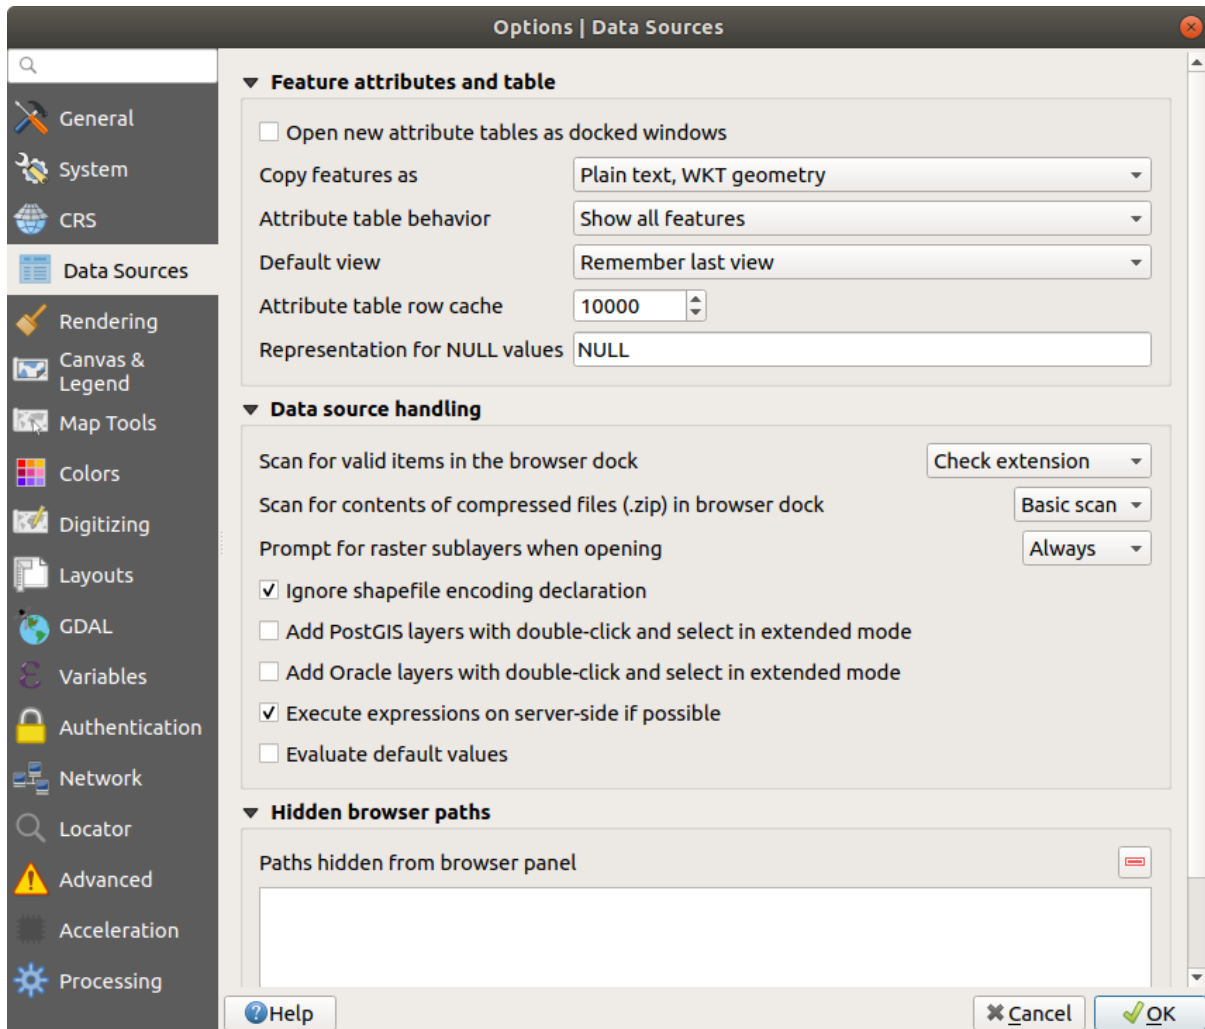 Options | Data Sources
General
System
CRS
Data Sources
Rendering
Canvas &
Legend
Map Tools
Colors
Digitizing
Layouts
GDAL
Variables
Authentication
Network
Locator
Advanced
Acceleration
Processing
Feature attributes and table
Open new attribute tables as docked windows
Copy features as Plain text, WKT geometry
Attribute table behavior Show all features
Default view Remember last view
Attribute table row cache 10000
Representation for NULL values NULL
Data source handling
Scan for valid items in the browser dock Check extension
Scan for contents of compressed files (.zip) in browser dock Basic scan
Prompt for raster sublayers when opening Always
Ignore shapefile encoding declaration
Add PostGIS layers with double-click and select in extended mode
Add Oracle layers with double-click and select in extended mode
Execute expressions on server-side if possible
Evaluate default values
Hidden browser paths
Paths hidden from browser panel
Help Cancel OK